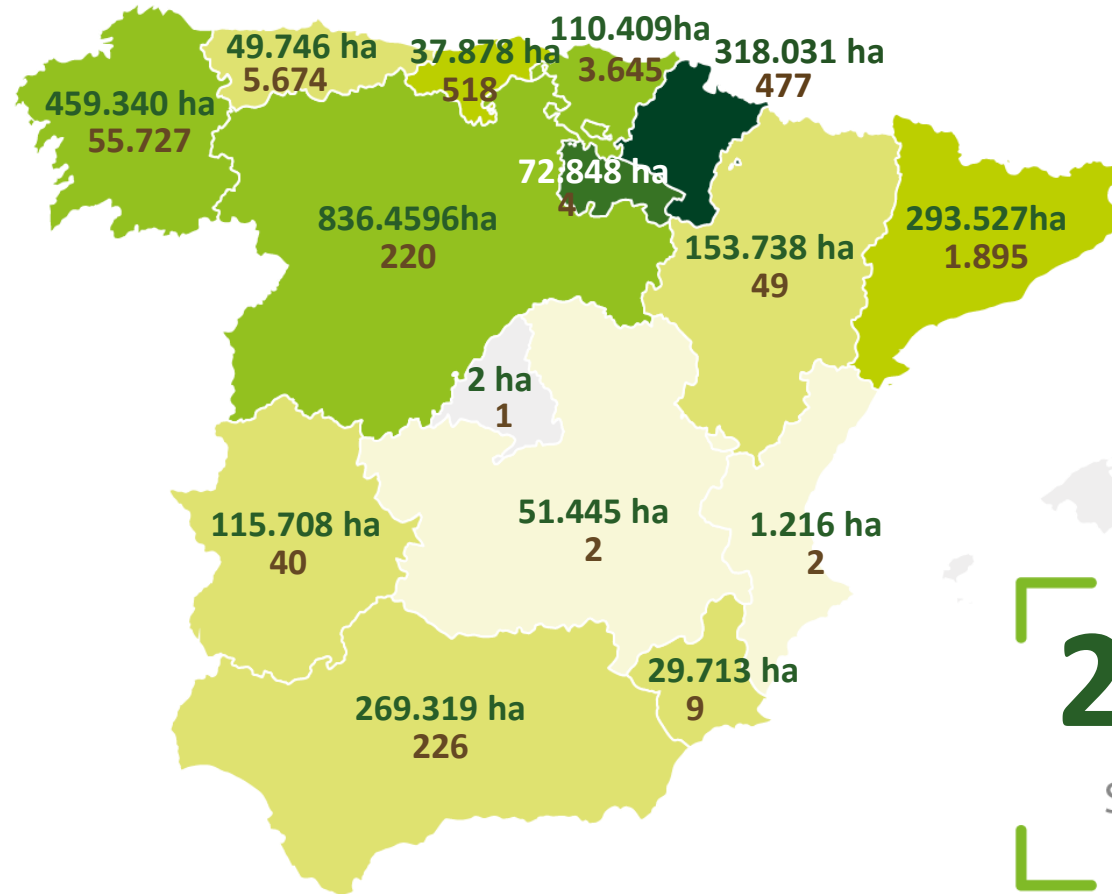 110.409ha
49.746 ha
37.878 ha
318.031 ha
5.674
518
3.645
477
459.340 ha
55.727
72.848 ha
4
836.4596ha
220
293.527ha
1.895
153.738 ha
49
2 ha
1
51.445 ha
2
115.708 ha
40
1.216 ha
2
29.713 ha
9
269.319 ha
226
2
S